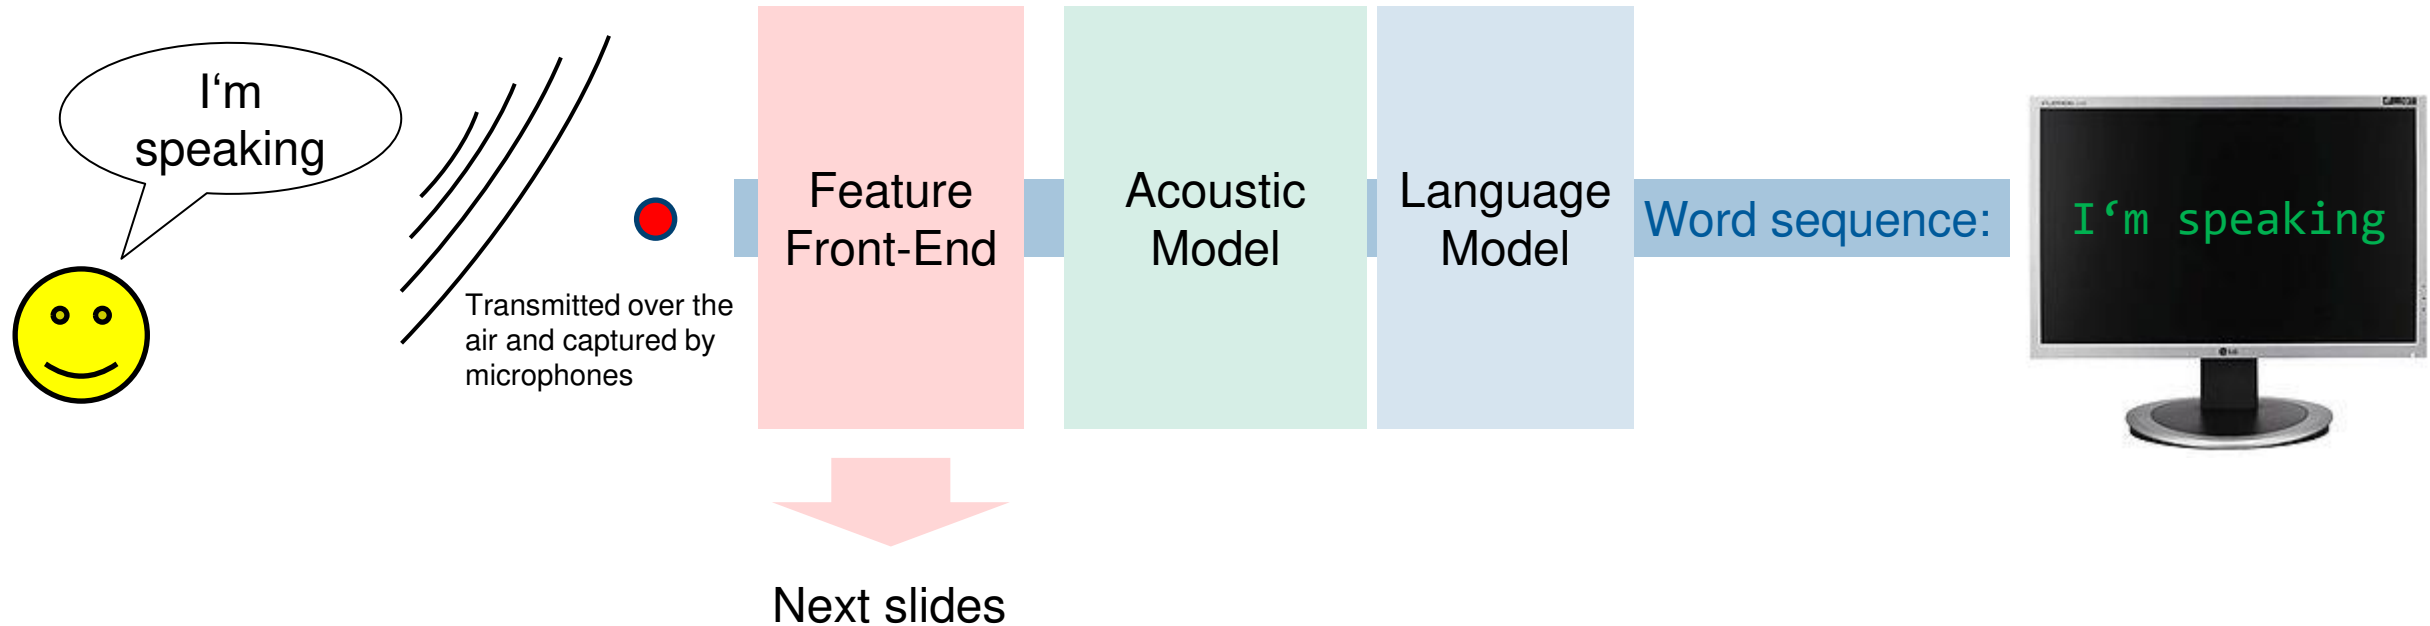 I‘m
speaking
Transmitted over the
air and captured by
microphones
Feature
Front-End
Acoustic
Model
Language
Model
Word sequence:
I‘m speaking
LG
Next slides